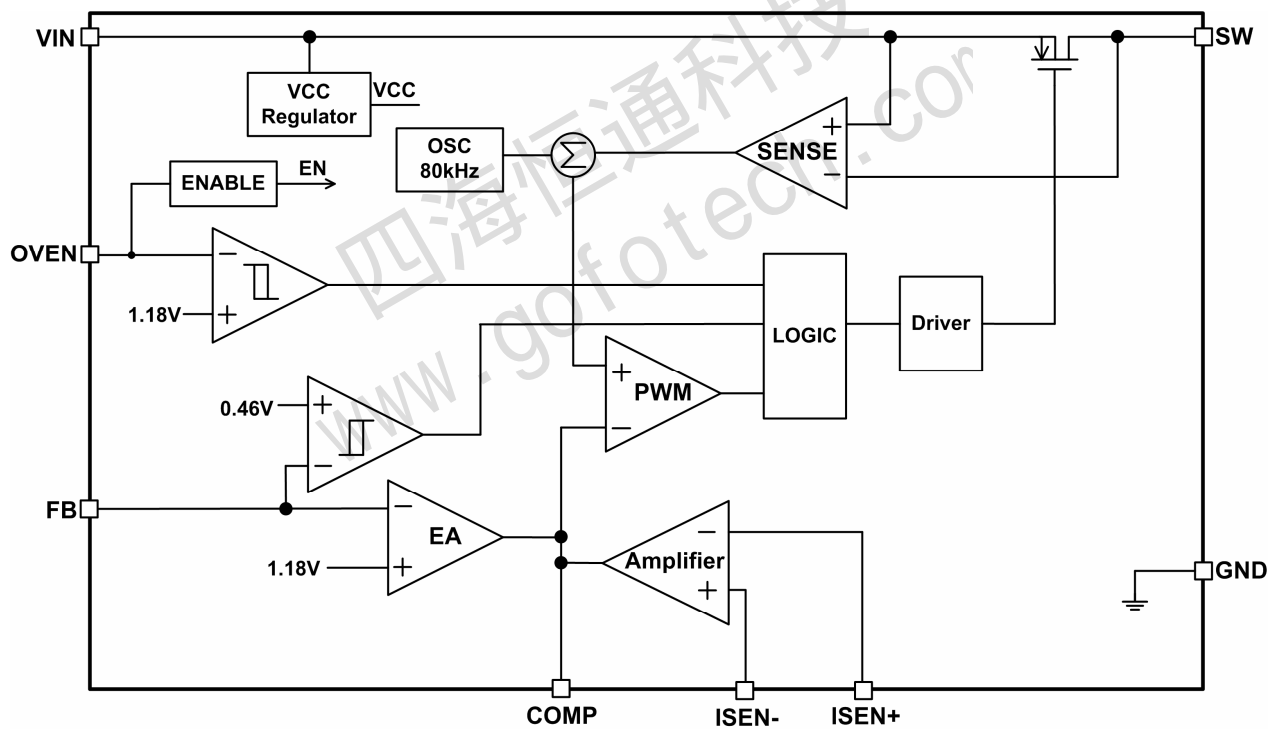 VIN
SW
VCC
Regulator
VCC
OSC
80kHz
Σ
+
SENSE
−
ENABLE
EN
OVEN
−
1.18V
+
LOGIC
Driver
0.46V
+
−
+
PWM
−
FB
−
EA
1.18V
+
−
Amplifier
+
GND
COMP
ISEN-
ISEN+
四海恒通科技
www.gofotech.com